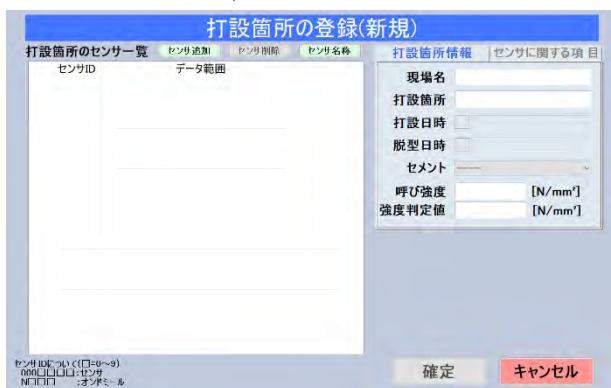 打設箇所の登録(新規)
打設箇所のセンサー覧 センサ追加 センサ削除 センサ名称
センサID データ範囲
打設箇所情報 センサに関する項目
現場名
打設箇所
打設日時
脱型日時
セメント -----
呼び強度 [N/mm²]
強度判定値 [N/mm²]
センサIDについて(□=0~9)
000□□□□:センサ
N□□□ :オンドミール
確定 キャンセル